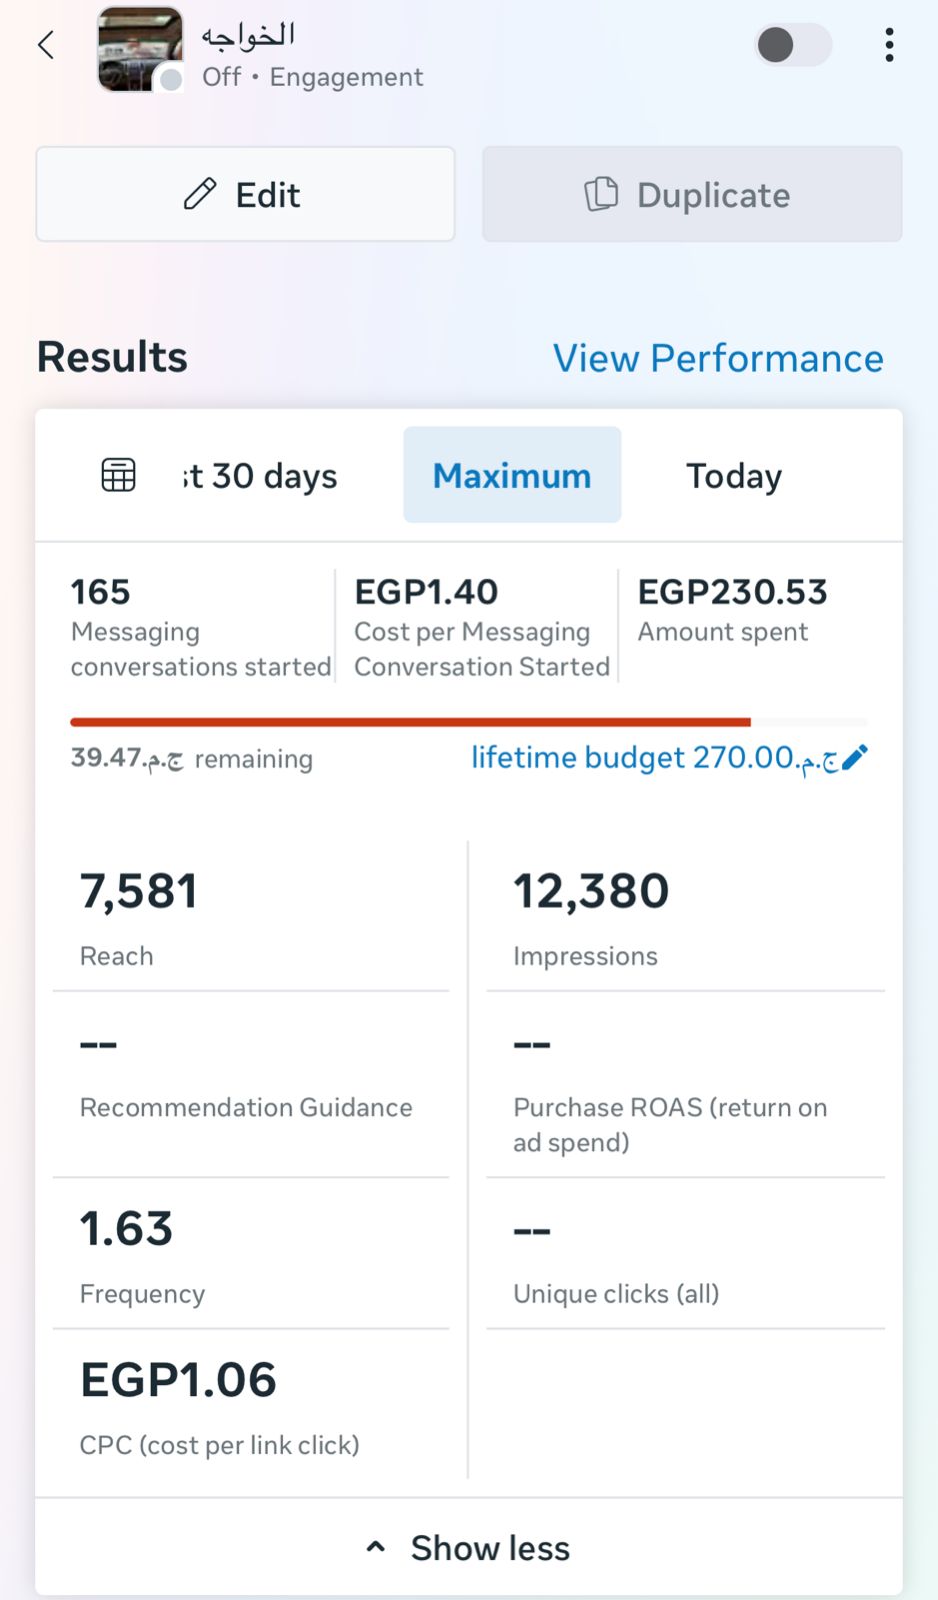 الخواجه
Off • Engagement
Edit
Duplicate
Results
View Performance
st 30 days
Maximum
Today
165
Messaging
conversations started
EGP1.40
Cost per Messaging
Conversation Started
EGP230.53
Amount spent
39.47.ج.م remaining
lifetime budget 270.00.ج.م
7,581
Reach
12,380
Impressions
--
Recommendation Guidance
--
Purchase ROAS (return on
ad spend)
1.63
Frequency
--
Unique clicks (all)
EGP1.06
CPC (cost per link click)
Show less